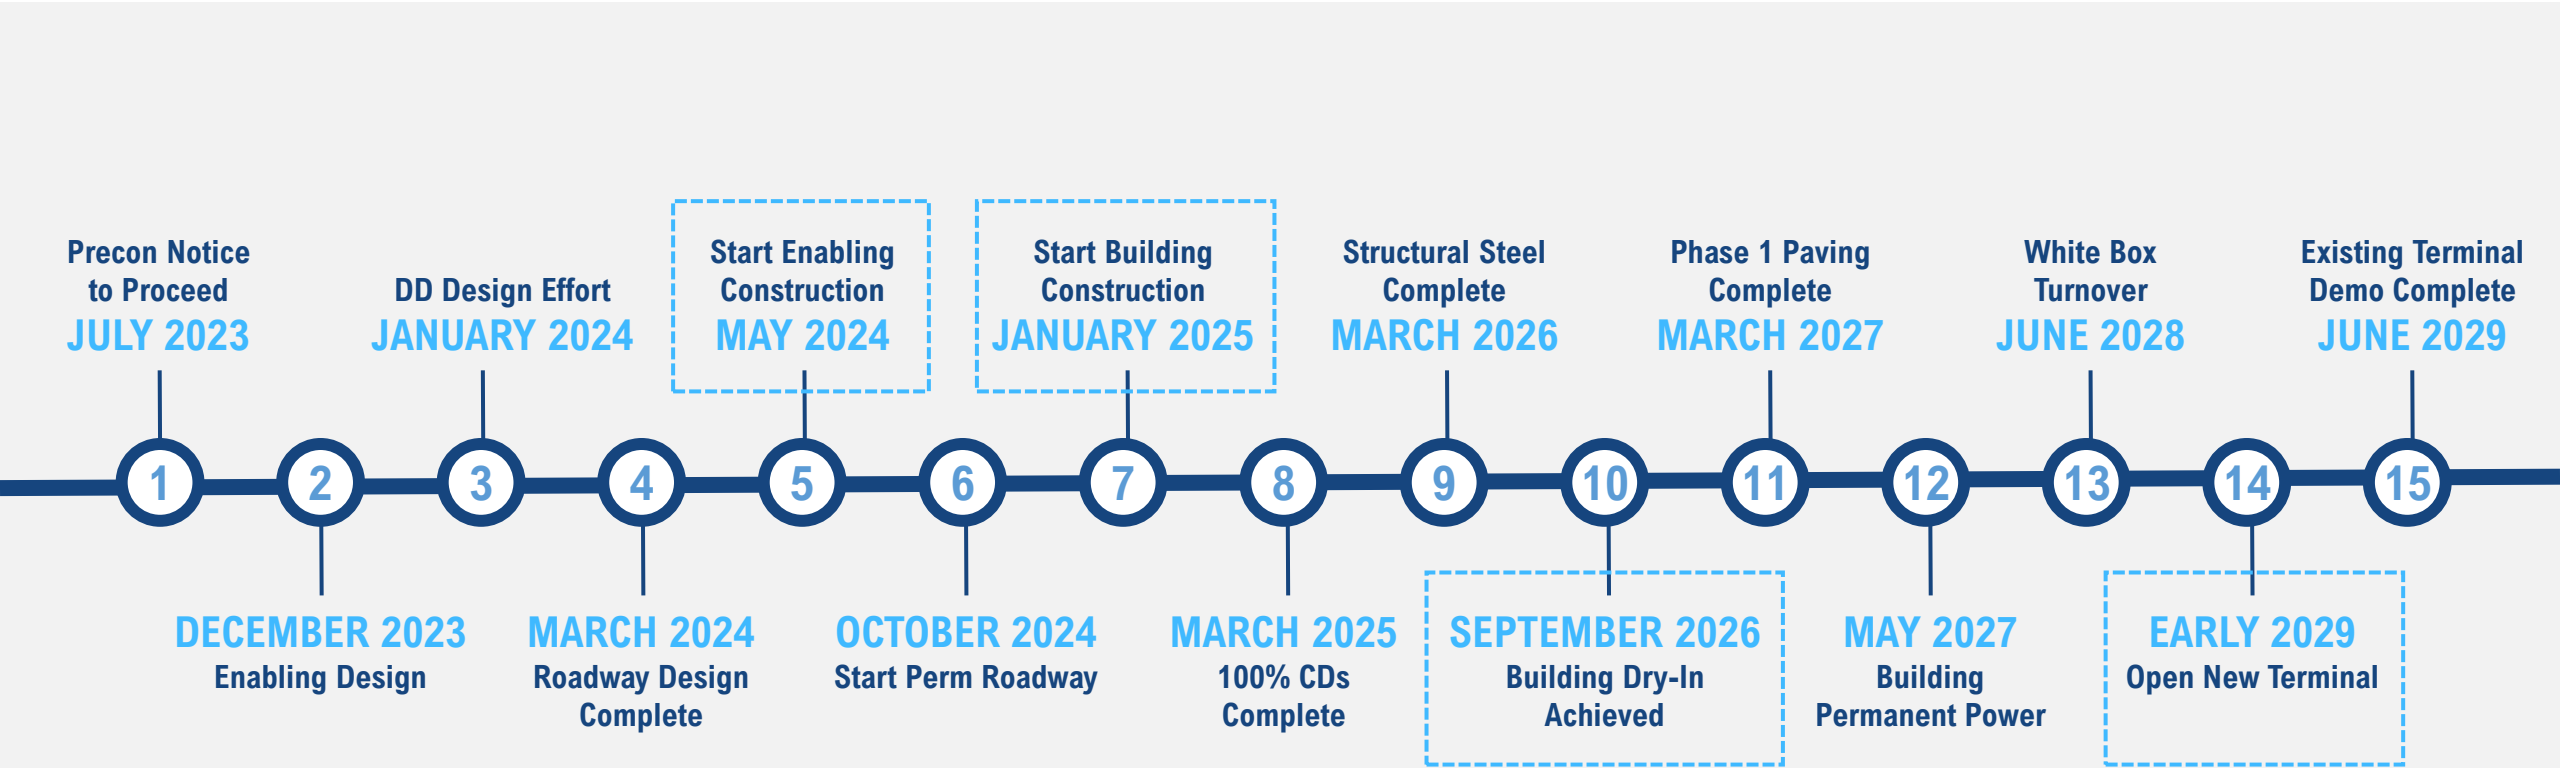 Precon Notice
to Proceed
JULY 2023
DD Design Effort
JANUARY 2024
Start Enabling
Construction
MAY 2024
Start Building
Construction
JANUARY 2025
Structural Steel
Complete
MARCH 2026
Phase 1 Paving
Complete
MARCH 2027
White Box
Turnover
JUNE 2028
Existing Terminal
Demo Complete
JUNE 2029
1
2
3
4
5
6
7
8
9
10
11
12
13
14
15
DECEMBER 2023
Enabling Design
MARCH 2024
Roadway Design
Complete
OCTOBER 2024
Start Perm Roadway
MARCH 2025
100% CDs
Complete
SEPTEMBER 2026
Building Dry-In
Achieved
MAY 2027
Building
Permanent Power
EARLY 2029
Open New Terminal